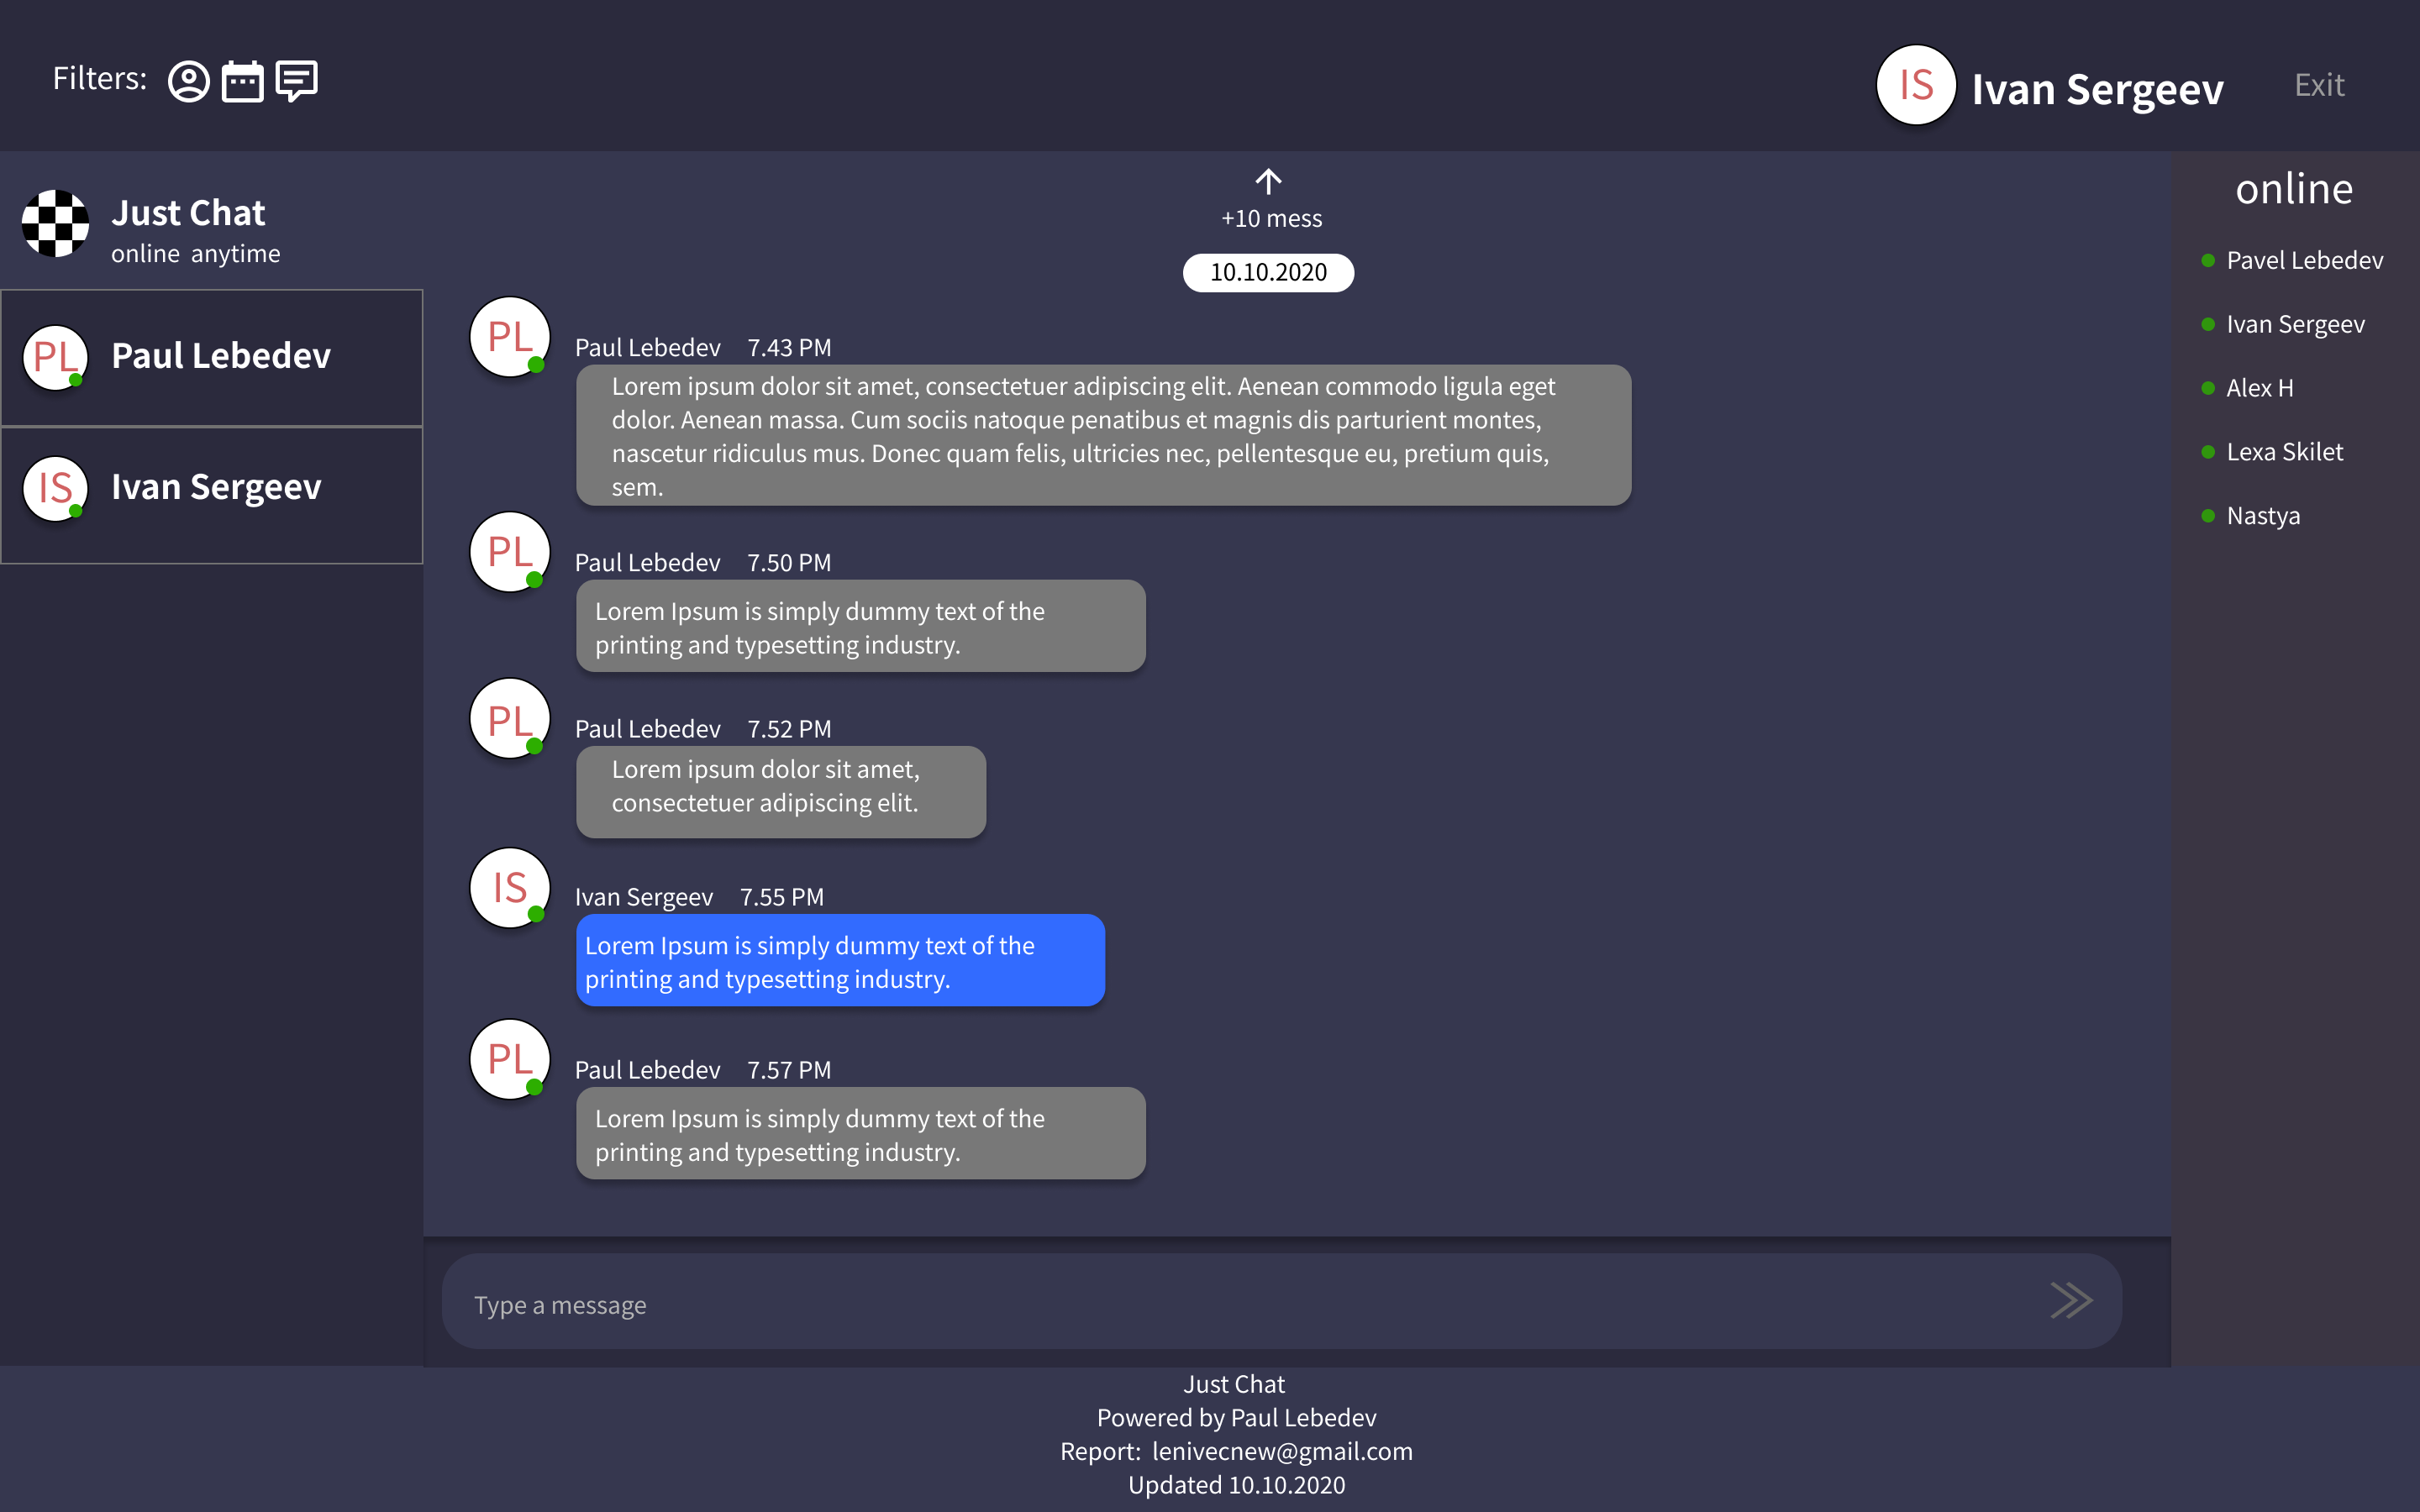 Filters:
IS Ivan Sergeev Exit
Just Chat
online anytime
PL Paul Lebedev
IS Ivan Sergeev
+10 mess
10.10.2020
PL
Paul Lebedev 7.43 PM
Lorem ipsum dolor sit amet, consectetuer adipiscing elit. Aenean commodo ligula eget
dolor. Aenean massa. Cum sociis natoque penatibus et magnis dis parturient montes,
nascetur ridiculus mus. Donec quam felis, ultricies nec, pellentesque eu, pretium quis,
sem.
PL
Paul Lebedev 7.50 PM
Lorem Ipsum is simply dummy text of the
printing and typesetting industry.
PL
Paul Lebedev 7.52 PM
Lorem ipsum dolor sit amet,
consectetuer adipiscing elit.
IS
Ivan Sergeev 7.55 PM
Lorem Ipsum is simply dummy text of the
printing and typesetting industry.
PL
Paul Lebedev 7.57 PM
Lorem Ipsum is simply dummy text of the
printing and typesetting industry.
Type a message
online
Pavel Lebedev
Ivan Sergeev
Alex H
Lexa Skilet
Nastya
Just Chat
Powered by Paul Lebedev
Report: lenivecnew@gmail.com
Updated 10.10.2020